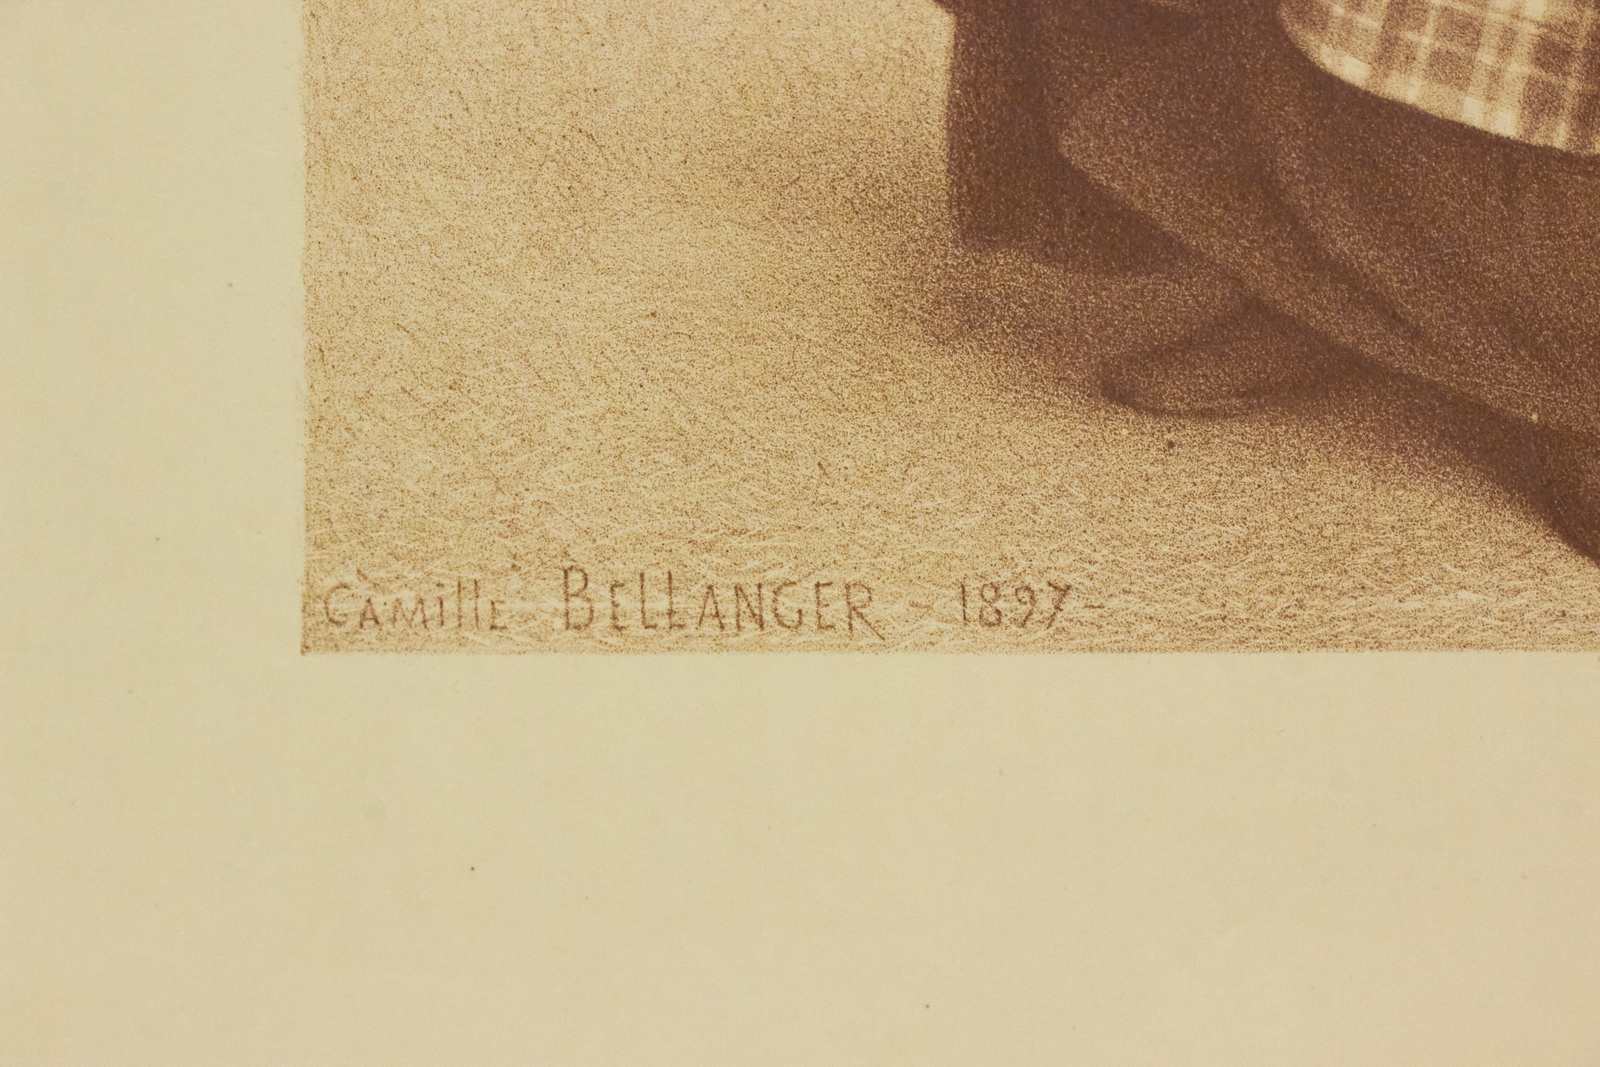 CAMillE BELLANGER - 1897 -